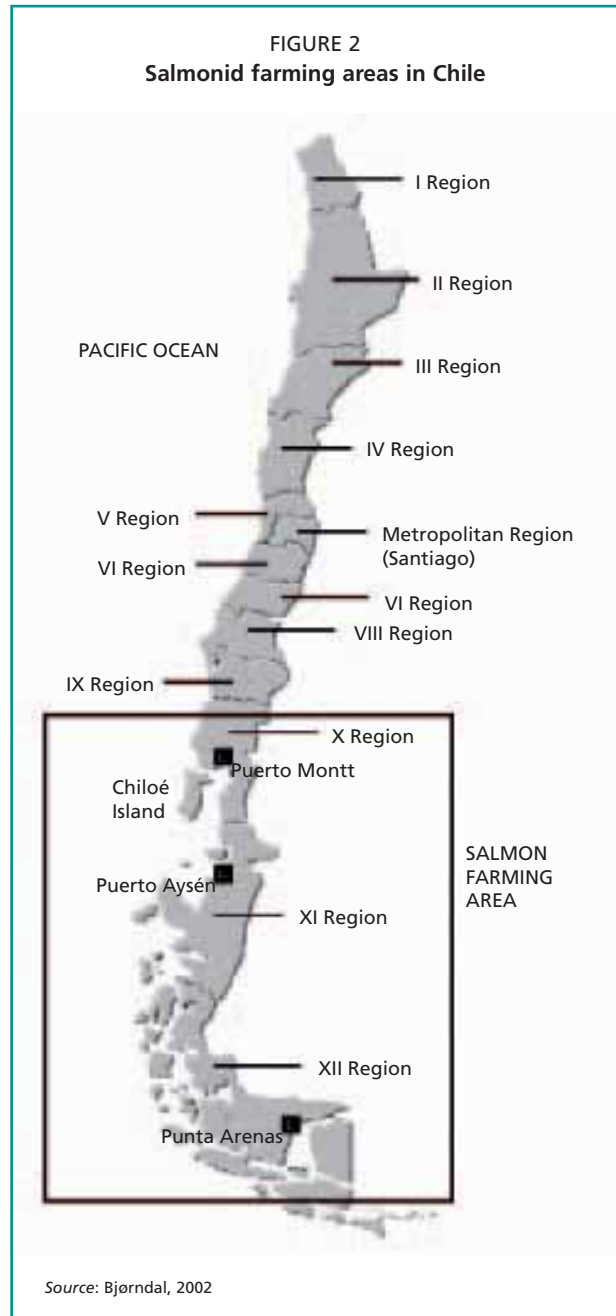 FIGURE 2
Salmonid farming areas in Chile
I Region
II Region
PACIFIC OCEAN
III Region
IV Region
V Region
Metropolitan Region
(Santiago)
VI Region
VI Region
VIII Region
IX Region
X Region
Puerto Montt
Chiloé
Island
SALMON
FARMING
AREA
Puerto Aysén
XI Region
XII Region
Punta Arenas
Source: Bjørndal, 2002